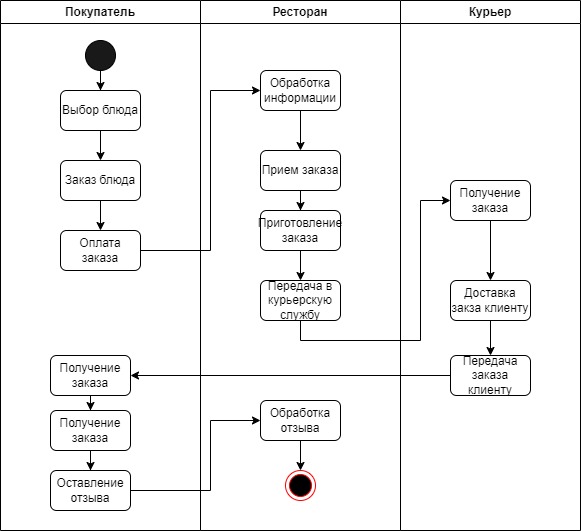 Покупатель
Ресторан
Курьер
Выбор блюда
Заказ блюда
Оплата
заказа
Обработка
информации
Прием заказа
Приготовление
заказа
Передача в
курьерскую
службу
Получение
заказа
Доставка
закза клиенту
Передача
заказа
клиенту
Получение
заказа
Получение
заказа
Оставление
отзыва
Обработка
отзыва